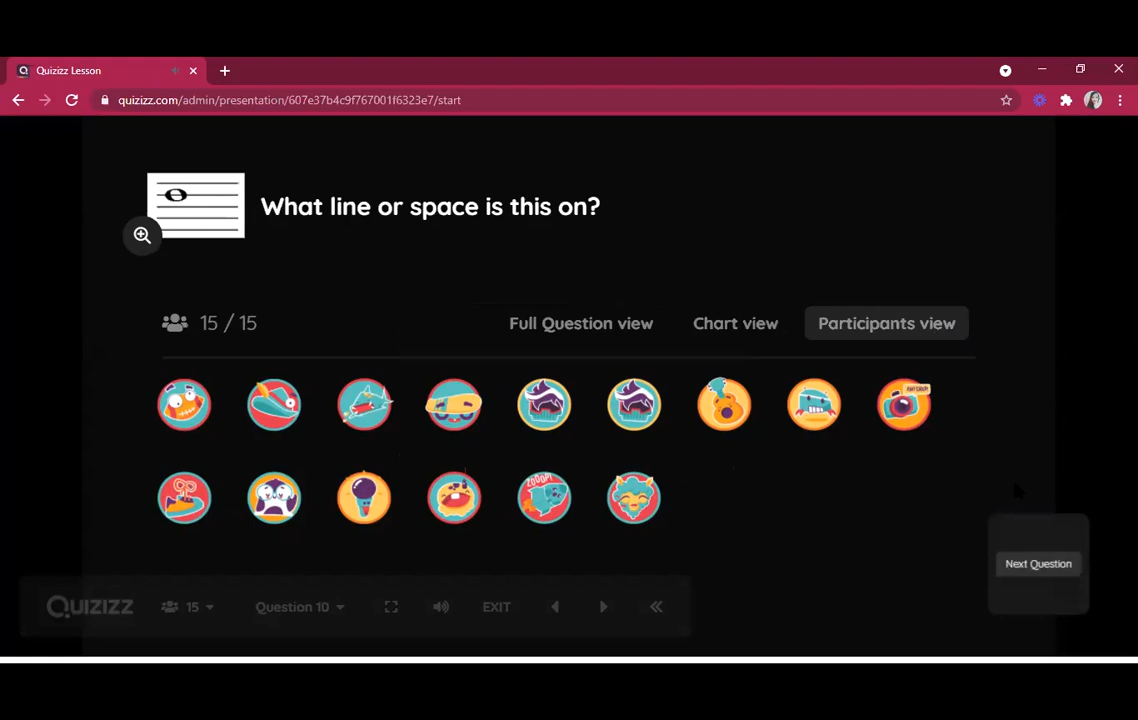 Quizizz Lesson
quizizz.com/admin/presentation/607e37b4c9f767001f6323e7/start
What line or space is this on?
15 / 15
Full Question view
Chart view
Participants view
ZOOOP!
Next Question
QUIZIZZ
15
Question 10
EXIT